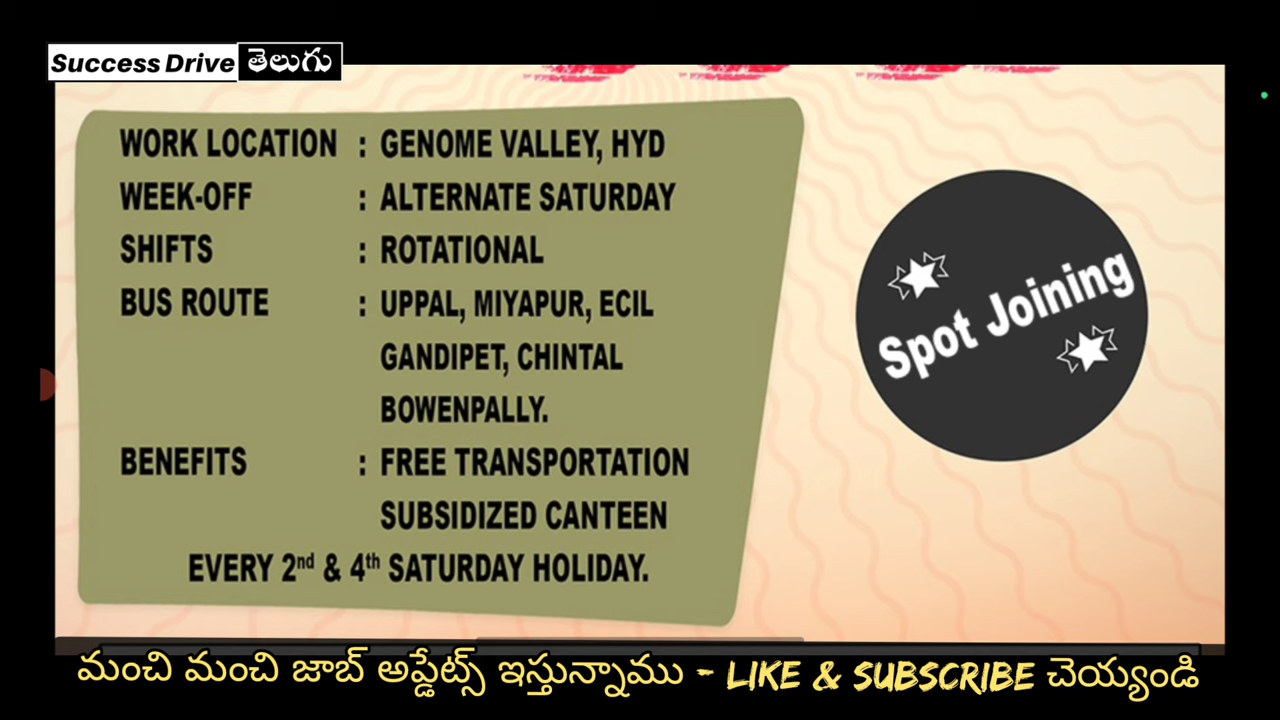 Success Drive తెలుగు
WORK LOCATION : GENOME VALLEY, HYD
WEEK-OFF : ALTERNATE SATURDAY
SHIFTS : ROTATIONAL
BUS ROUTE : UPPAL, MIYAPUR, ECIL
GANDIPET, CHINTAL
BOWENPALLY.
BENEFITS : FREE TRANSPORTATION
SUBSIDIZED CANTEEN
EVERY 2nd & 4th SATURDAY HOLIDAY.
Spot Joining
మంచి మంచి జాబ్ అప్డేట్స్ ఇస్తున్నాము - LIKE & SUBSCRIBE చెయ్యండి